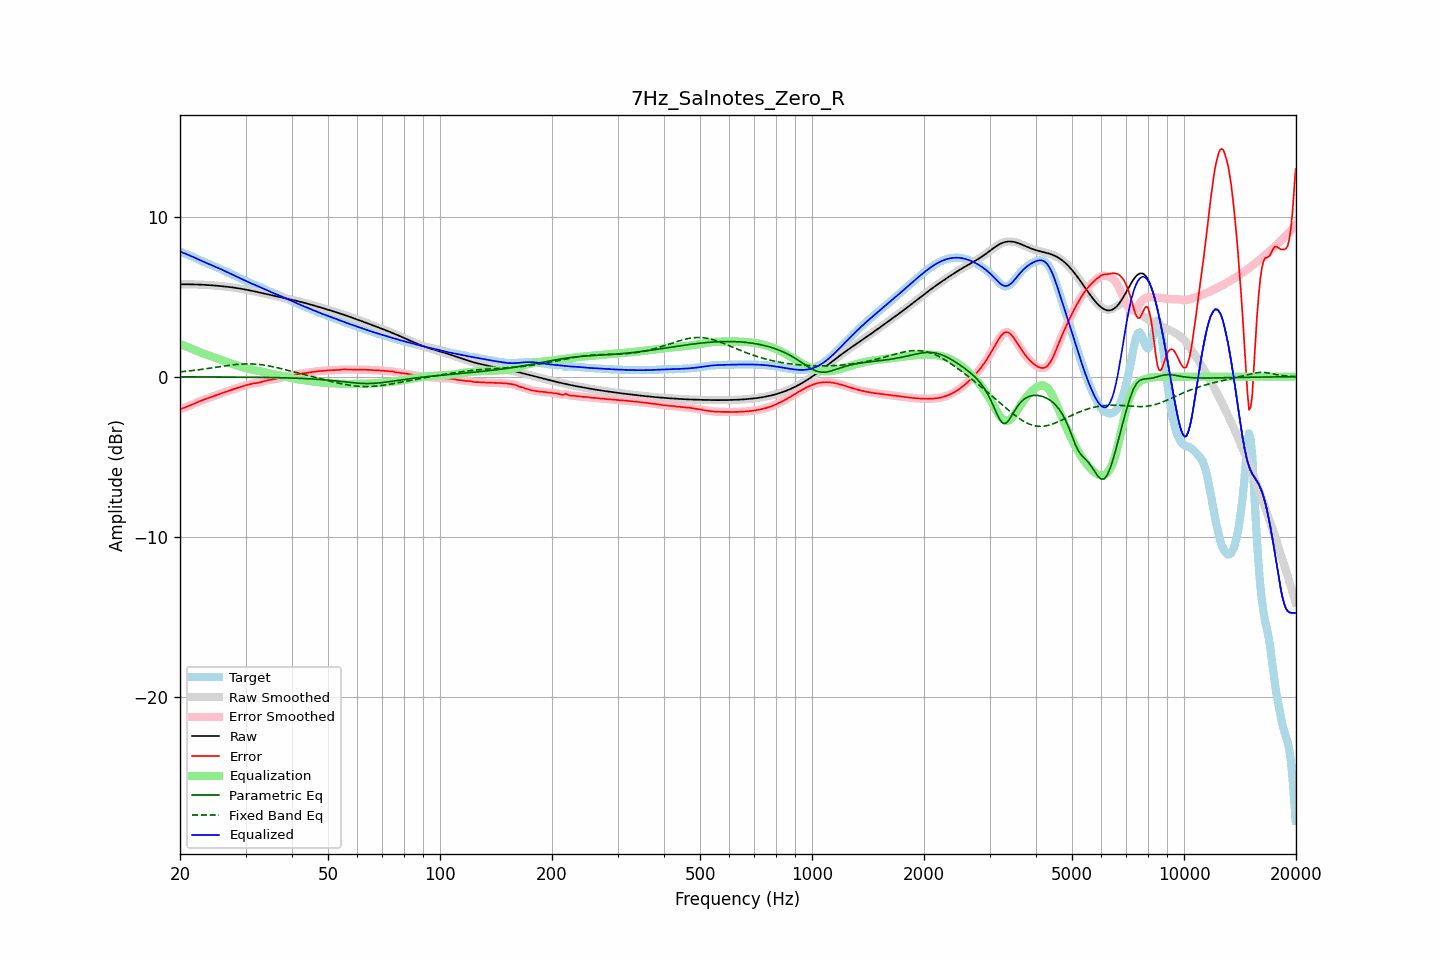 7Hz_Salnotes_Zero_R
Amplitude (dBr)
10
0
−10
−20
Target
Raw Smoothed
Error Smoothed
Raw
Error
Equalization
Parametric Eq
Fixed Band Eq
Equalized
20 50 100 200 500 1000 2000 5000 10000 20000
Frequency (Hz)